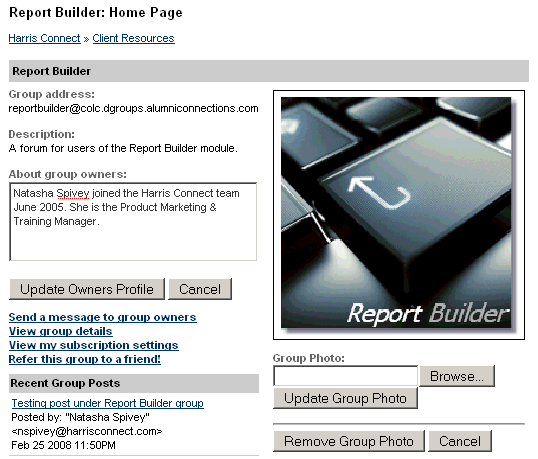 Report Builder: Home Page
Harris Connect » Client Resources
Report Builder
Group address:
reportbuilder@colc.dgroups.alumniconnections.com
Description:
A forum for users of the Report Builder module.
About group owners:
Natasha Spivey joined the Harris Connect team
June 2005. She is the Product Marketing &
Training Manager.
Update Owners Profile Cancel
Send a message to group owners
View group details
View my subscription settings
Refer this group to a friend!
Recent Group Posts
Testing post under Report Builder group
Posted by: "Natasha Spivey"
<nspivey@harrisconnect.com>
Feb 25 2008 11:50PM
Report Builder
Group Photo:
Browse...
Update Group Photo
Remove Group Photo Cancel